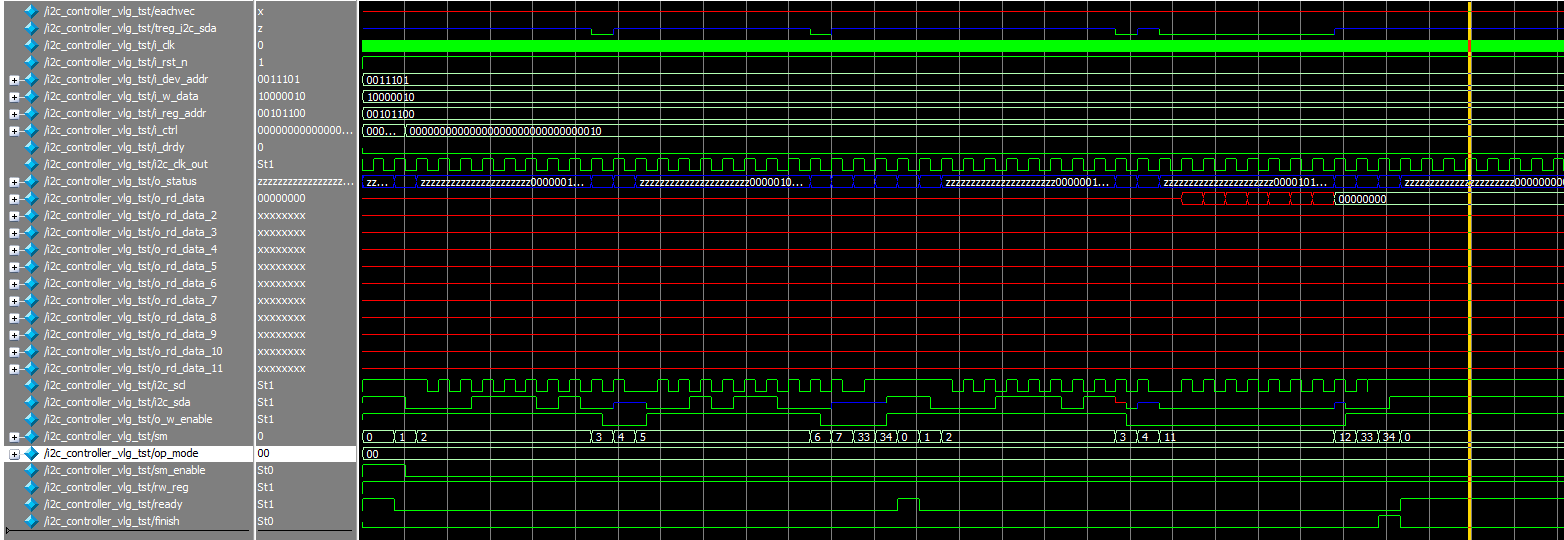 /i2c_controller_vlg_tst/eachvec x
/i2c_controller_vlg_tst/treg_i2c_sda z
/i2c_controller_vlg_tst/i_clk 0
/i2c_controller_vlg_tst/i_rst_n 1
/i2c_controller_vlg_tst/i_dev_addr 0011101 0011101
/i2c_controller_vlg_tst/i_w_data 10000010 10000010
/i2c_controller_vlg_tst/i_reg_addr 00101100 00101100
/i2c_controller_vlg_tst/i_ctrl 00000000000000... 000... 00000000000000000000000000000010
/i2c_controller_vlg_tst/i_drdy 0
/i2c_controller_vlg_tst/i2c_clk_out St1
/i2c_controller_vlg_tst/o_status zzzzzzzzzzzzzzzzzz... zz... zzzzzzzzzzzzzzzzzzzzzzzz0000001... zzzzzzzzzzzzzzzzzzzzzzzz0000010... zzzzzzzzzzzzzzzzzzzzzzzz0000001... zzzzzzzzzzzzzzzzzzzzzzzz0000101... zzzzzzzzzzzzzzzzzzzzzzzz000000000
/i2c_controller_vlg_tst/o_rd_data 00000000 00000000
/i2c_controller_vlg_tst/o_rd_data_2 xxxxxxxx
/i2c_controller_vlg_tst/o_rd_data_3 xxxxxxxx
/i2c_controller_vlg_tst/o_rd_data_4 xxxxxxxx
/i2c_controller_vlg_tst/o_rd_data_5 xxxxxxxx
/i2c_controller_vlg_tst/o_rd_data_6 xxxxxxxx
/i2c_controller_vlg_tst/o_rd_data_7 xxxxxxxx
/i2c_controller_vlg_tst/o_rd_data_8 xxxxxxxx
/i2c_controller_vlg_tst/o_rd_data_9 xxxxxxxx
/i2c_controller_vlg_tst/o_rd_data_10 xxxxxxxx
/i2c_controller_vlg_tst/o_rd_data_11 xxxxxxxx
/i2c_controller_vlg_tst/i2c_scl St1
/i2c_controller_vlg_tst/i2c_sda St1
/i2c_controller_vlg_tst/o_w_enable St1
/i2c_controller_vlg_tst/sm 0 0 1 2 3 4 5 6 7 33 34 0 1 2 3 4 11 12 33 34 0
/i2c_controller_vlg_tst/op_mode 00 00
/i2c_controller_vlg_tst/sm_enable St0
/i2c_controller_vlg_tst/rw_reg St1
/i2c_controller_vlg_tst/ready St1
/i2c_controller_vlg_tst/finish St0